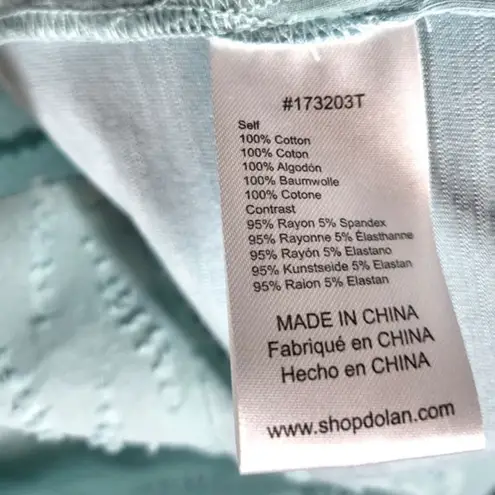 #173203T
Self
100% Cotton
100% Coton
100% Algodón
100% Baumwolle
100% Cotone
Contrast
95% Rayon 5% Spandex
95% Rayonne 5% Élasthanne
95% Rayón 5% Elastano
95% Kunstseide 5% Elastan
95% Raion 5% Elastan
MADE IN CHINA
Fabriqué en CHINA
Hecho en CHINA
www.shopdolan.com